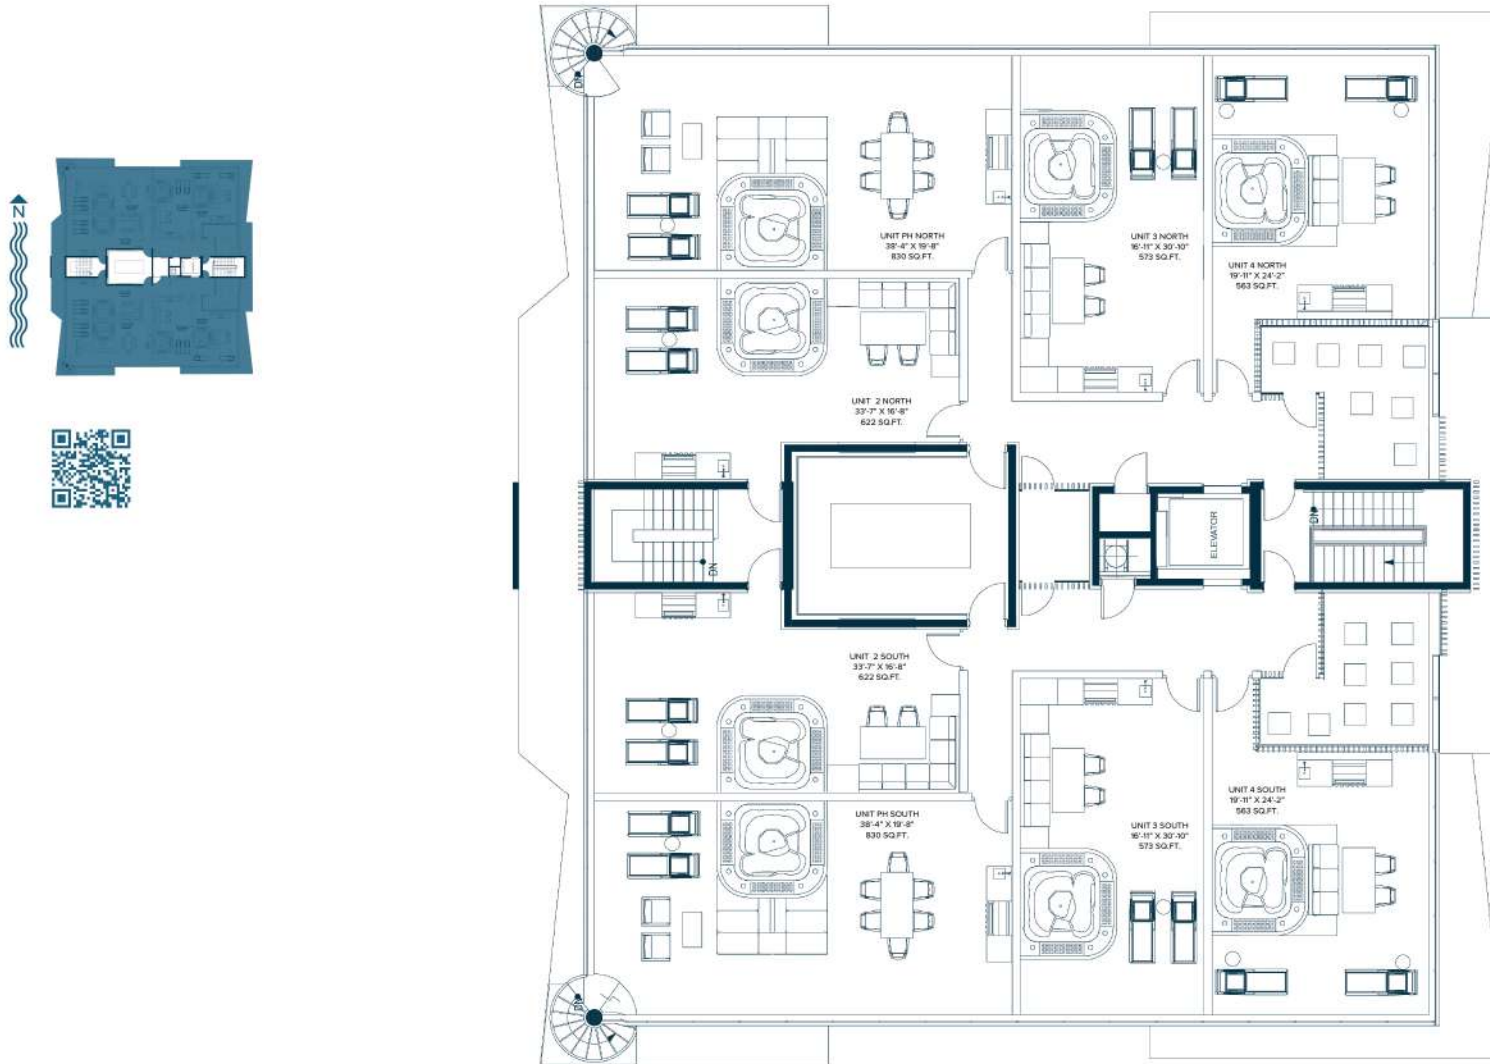 N
DN
UNIT PH NORTH
38'-4" X 19'-8"
830 SQ.FT.
UNIT 3 NORTH
16'-11" X 30'-10"
573 SQ.FT.
UNIT 4 NORTH
19'-11" X 24'-2"
563 SQ.FT.
UNIT 2 NORTH
33'-7" X 16'-8"
622 SQ.FT.
DN
ELEVATOR
DN
UNIT 2 SOUTH
33'-7" X 16'-8"
622 SQ.FT.
UNIT PH SOUTH
38'-4" X 19'-8"
830 SQ.FT.
UNIT 3 SOUTH
16'-11" X 30'-10"
573 SQ.FT.
UNIT 4 SOUTH
19'-11" X 24'-2"
563 SQ.FT.
DN